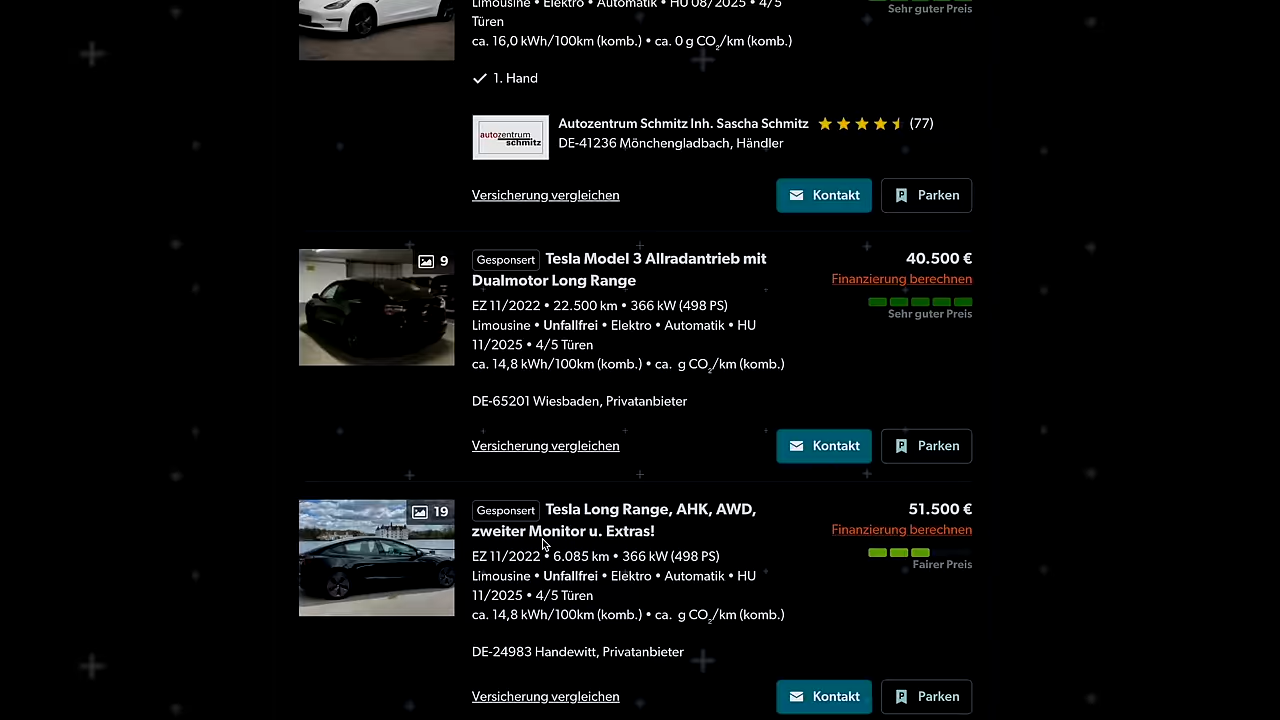 Limousine • Elektro • Automatik • HU 08/2025 • 4/5
Türen
Sehr guter Preis
ca. 16,0 kWh/100km (komb.) • ca. 0 g CO₂/km (komb.)
1. Hand
autozentrum
schmitz
Autozentrum Schmitz Inh. Sascha Schmitz (77)
DE-41236 Mönchengladbach, Händler
Versicherung vergleichen
Kontakt
Parken
9
Gesponsert Tesla Model 3 Allradantrieb mit
Dualmotor Long Range
40.500 €
Finanzierung berechnen
Sehr guter Preis
EZ 11/2022 • 22.500 km • 366 kW (498 PS)
Limousine • Unfallfrei • Elektro • Automatik • HU
11/2025 • 4/5 Türen
ca. 14,8 kWh/100km (komb.) • ca. g CO₂/km (komb.)
DE-65201 Wiesbaden, Privatanbieter
Versicherung vergleichen
Kontakt
Parken
19
Gesponsert Tesla Long Range, AHK, AWD,
zweiter Monitor u. Extras!
51.500 €
Finanzierung berechnen
Fairer Preis
EZ 11/2022 • 6.085 km • 366 kW (498 PS)
Limousine • Unfallfrei • Elektro • Automatik • HU
11/2025 • 4/5 Türen
ca. 14,8 kWh/100km (komb.) • ca. g CO₂/km (komb.)
DE-24983 Handewitt, Privatanbieter
Versicherung vergleichen
Kontakt
Parken